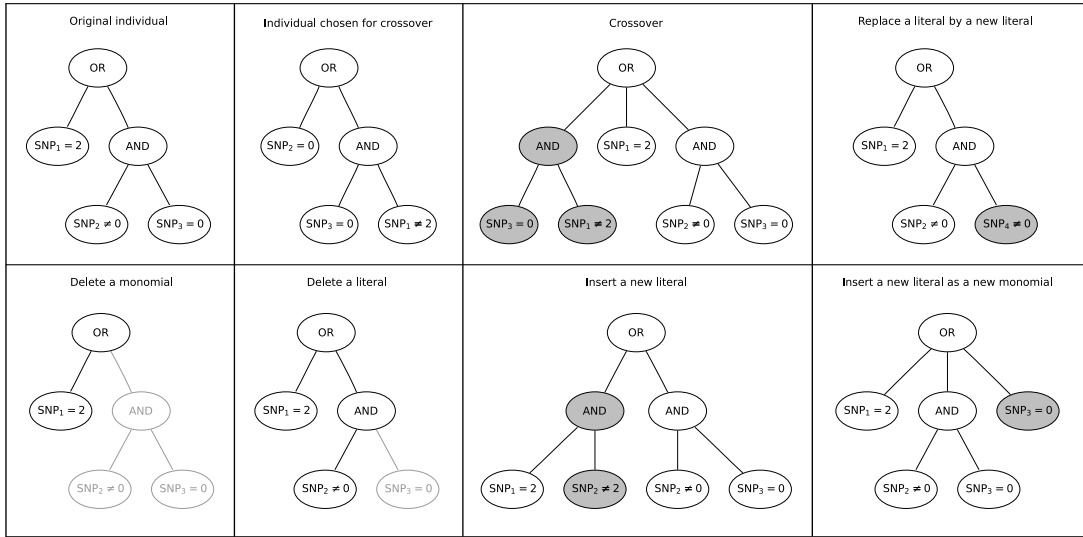 Original individual
OR
SNP₁ = 2
AND
SNP₂ ≠ 0
SNP₃ = 0
Individual chosen for crossover
OR
SNP₂ = 0
AND
SNP₃ = 0
SNP₁ ≠ 2
Crossover
OR
AND
SNP₁ = 2
AND
SNP₃ = 0
SNP₁ ≠ 2
SNP₂ ≠ 0
SNP₃ = 0
Replace a literal by a new literal
OR
SNP₁ = 2
AND
SNP₂ ≠ 0
SNP₄ ≠ 0
Delete a monomial
OR
SNP₁ = 2
AND
SNP₂ ≠ 0
SNP₃ = 0
Delete a literal
OR
SNP₁ = 2
AND
SNP₂ ≠ 0
SNP₃ = 0
Insert a new literal
OR
AND
AND
SNP₁ = 2
SNP₂ ≠ 2
SNP₂ ≠ 0
SNP₃ = 0
Insert a new literal as a new monomial
OR
SNP₁ = 2
AND
SNP₃ = 0
SNP₂ ≠ 0
SNP₃ = 0